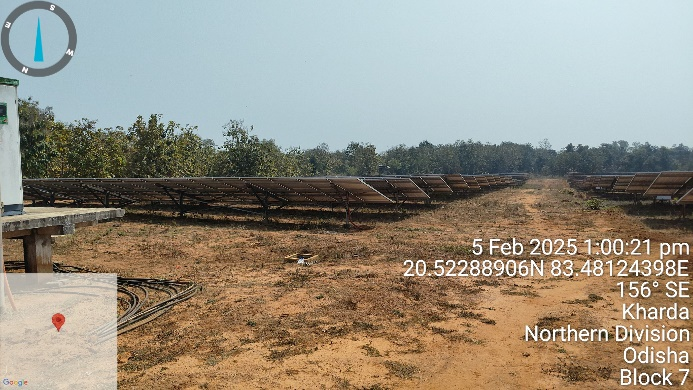 S
E
W
N
5 Feb 2025 1:00:21 pm
20.52288906N 83.48124398E
156° SE
Kharda
Northern Division
Odisha
Block 7
Google